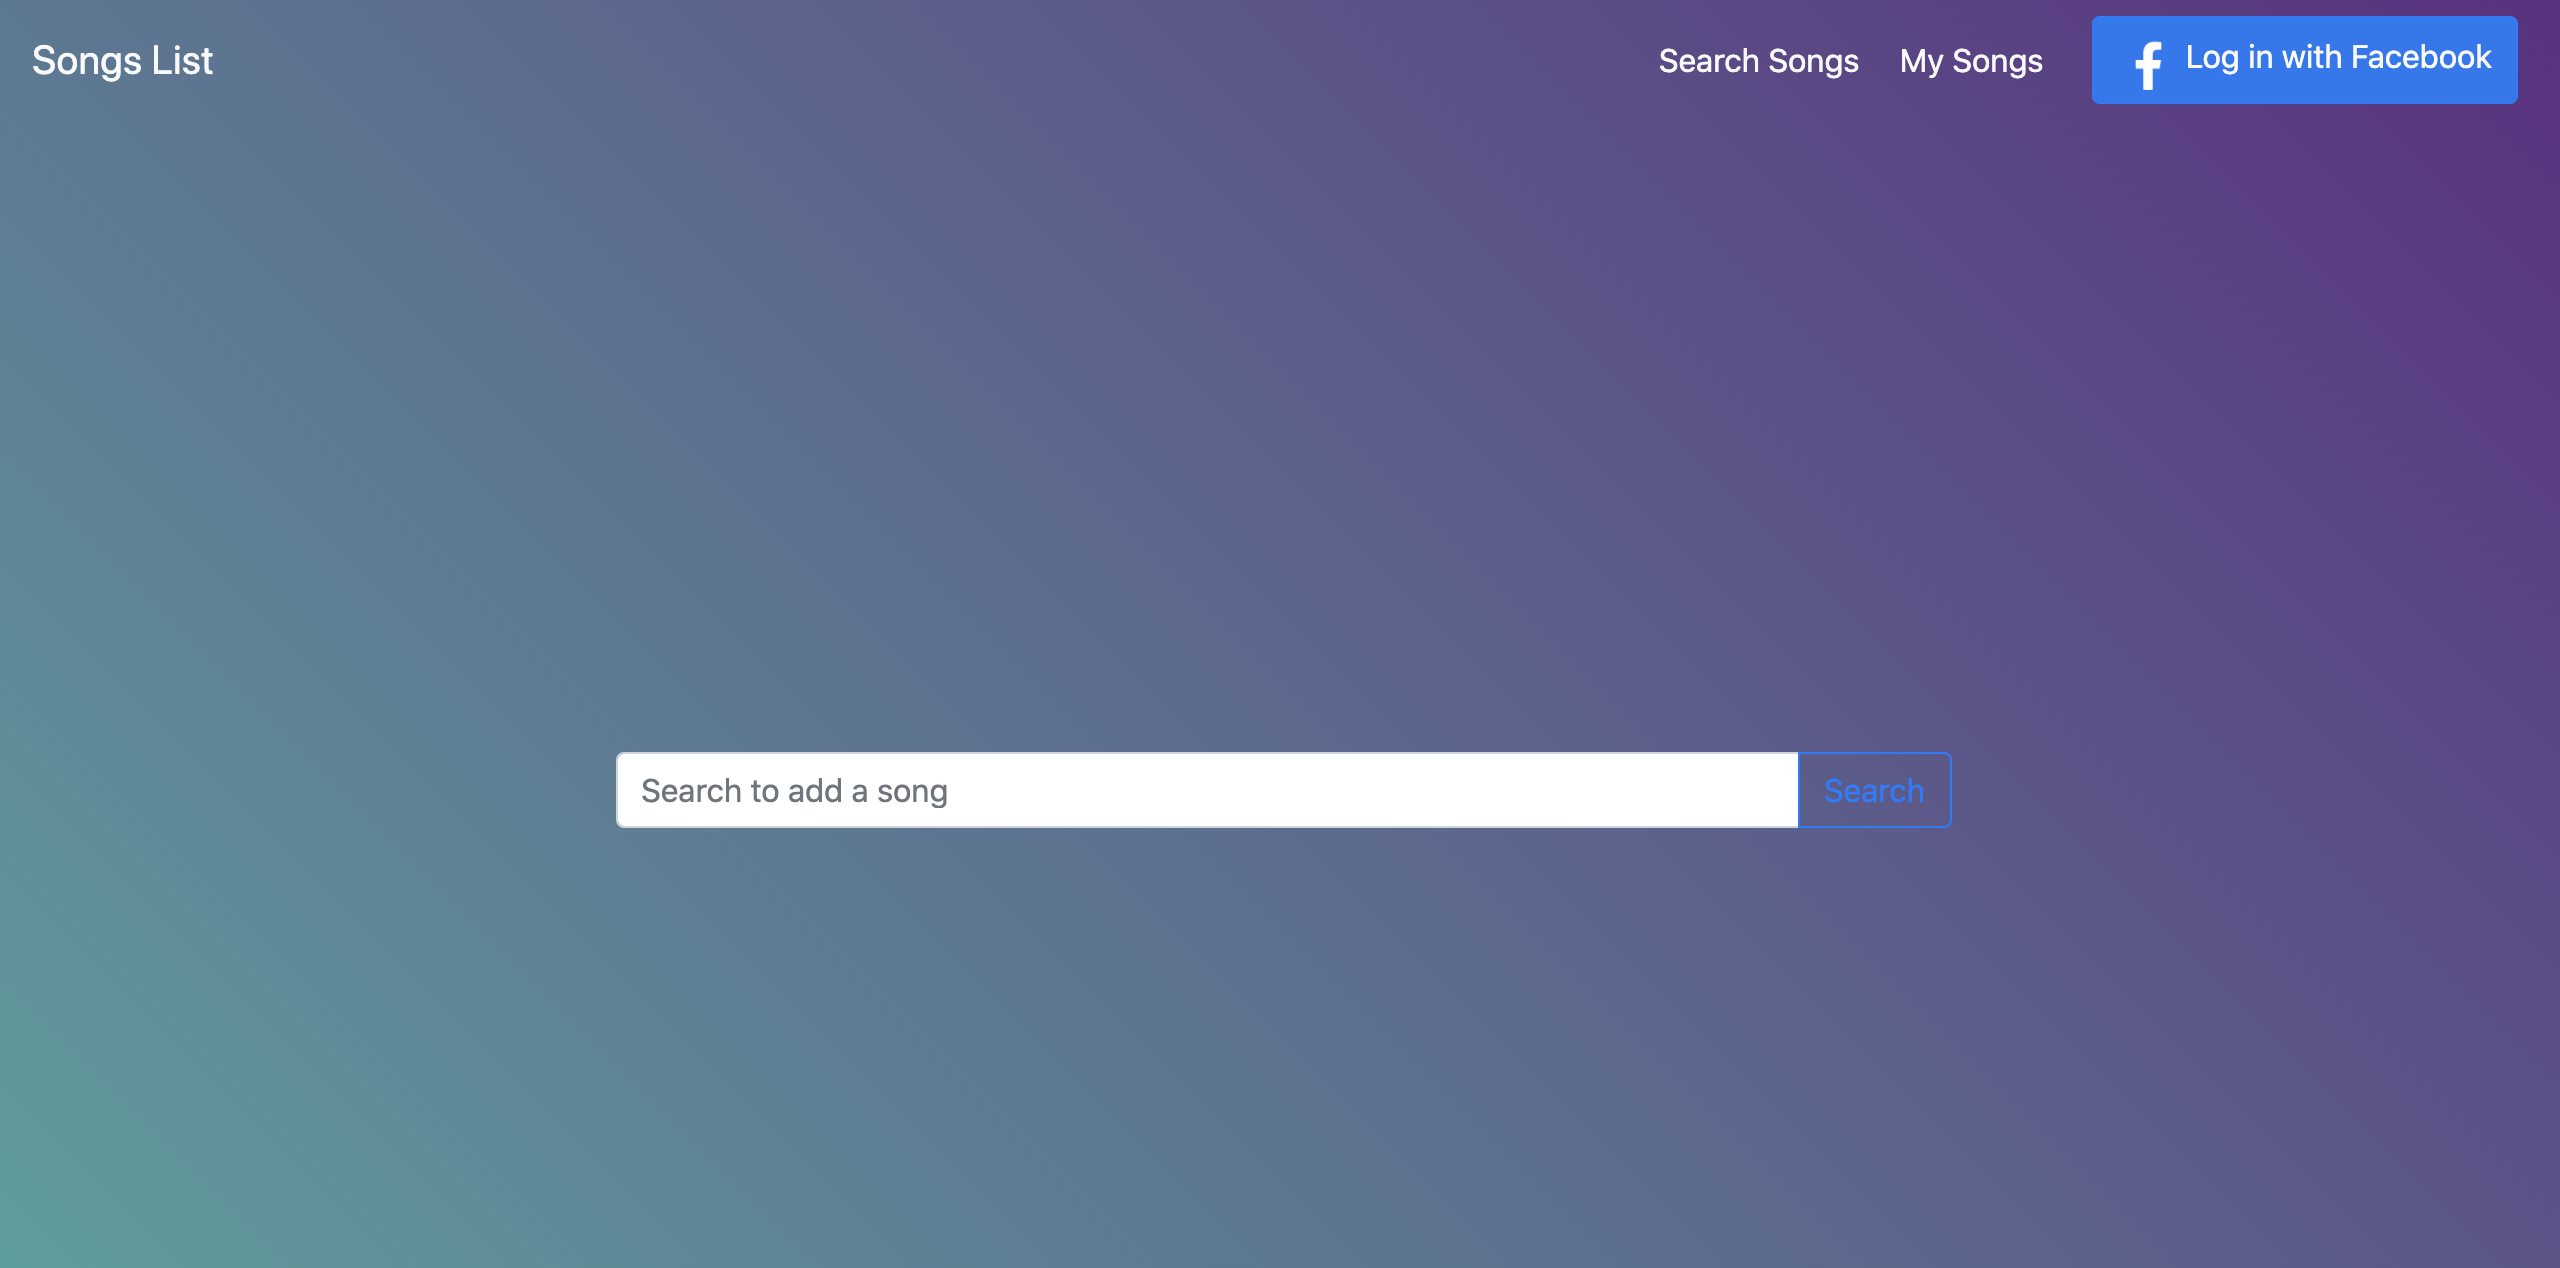 Songs List
Search Songs
My Songs
Log in with Facebook
Search to add a song
Search